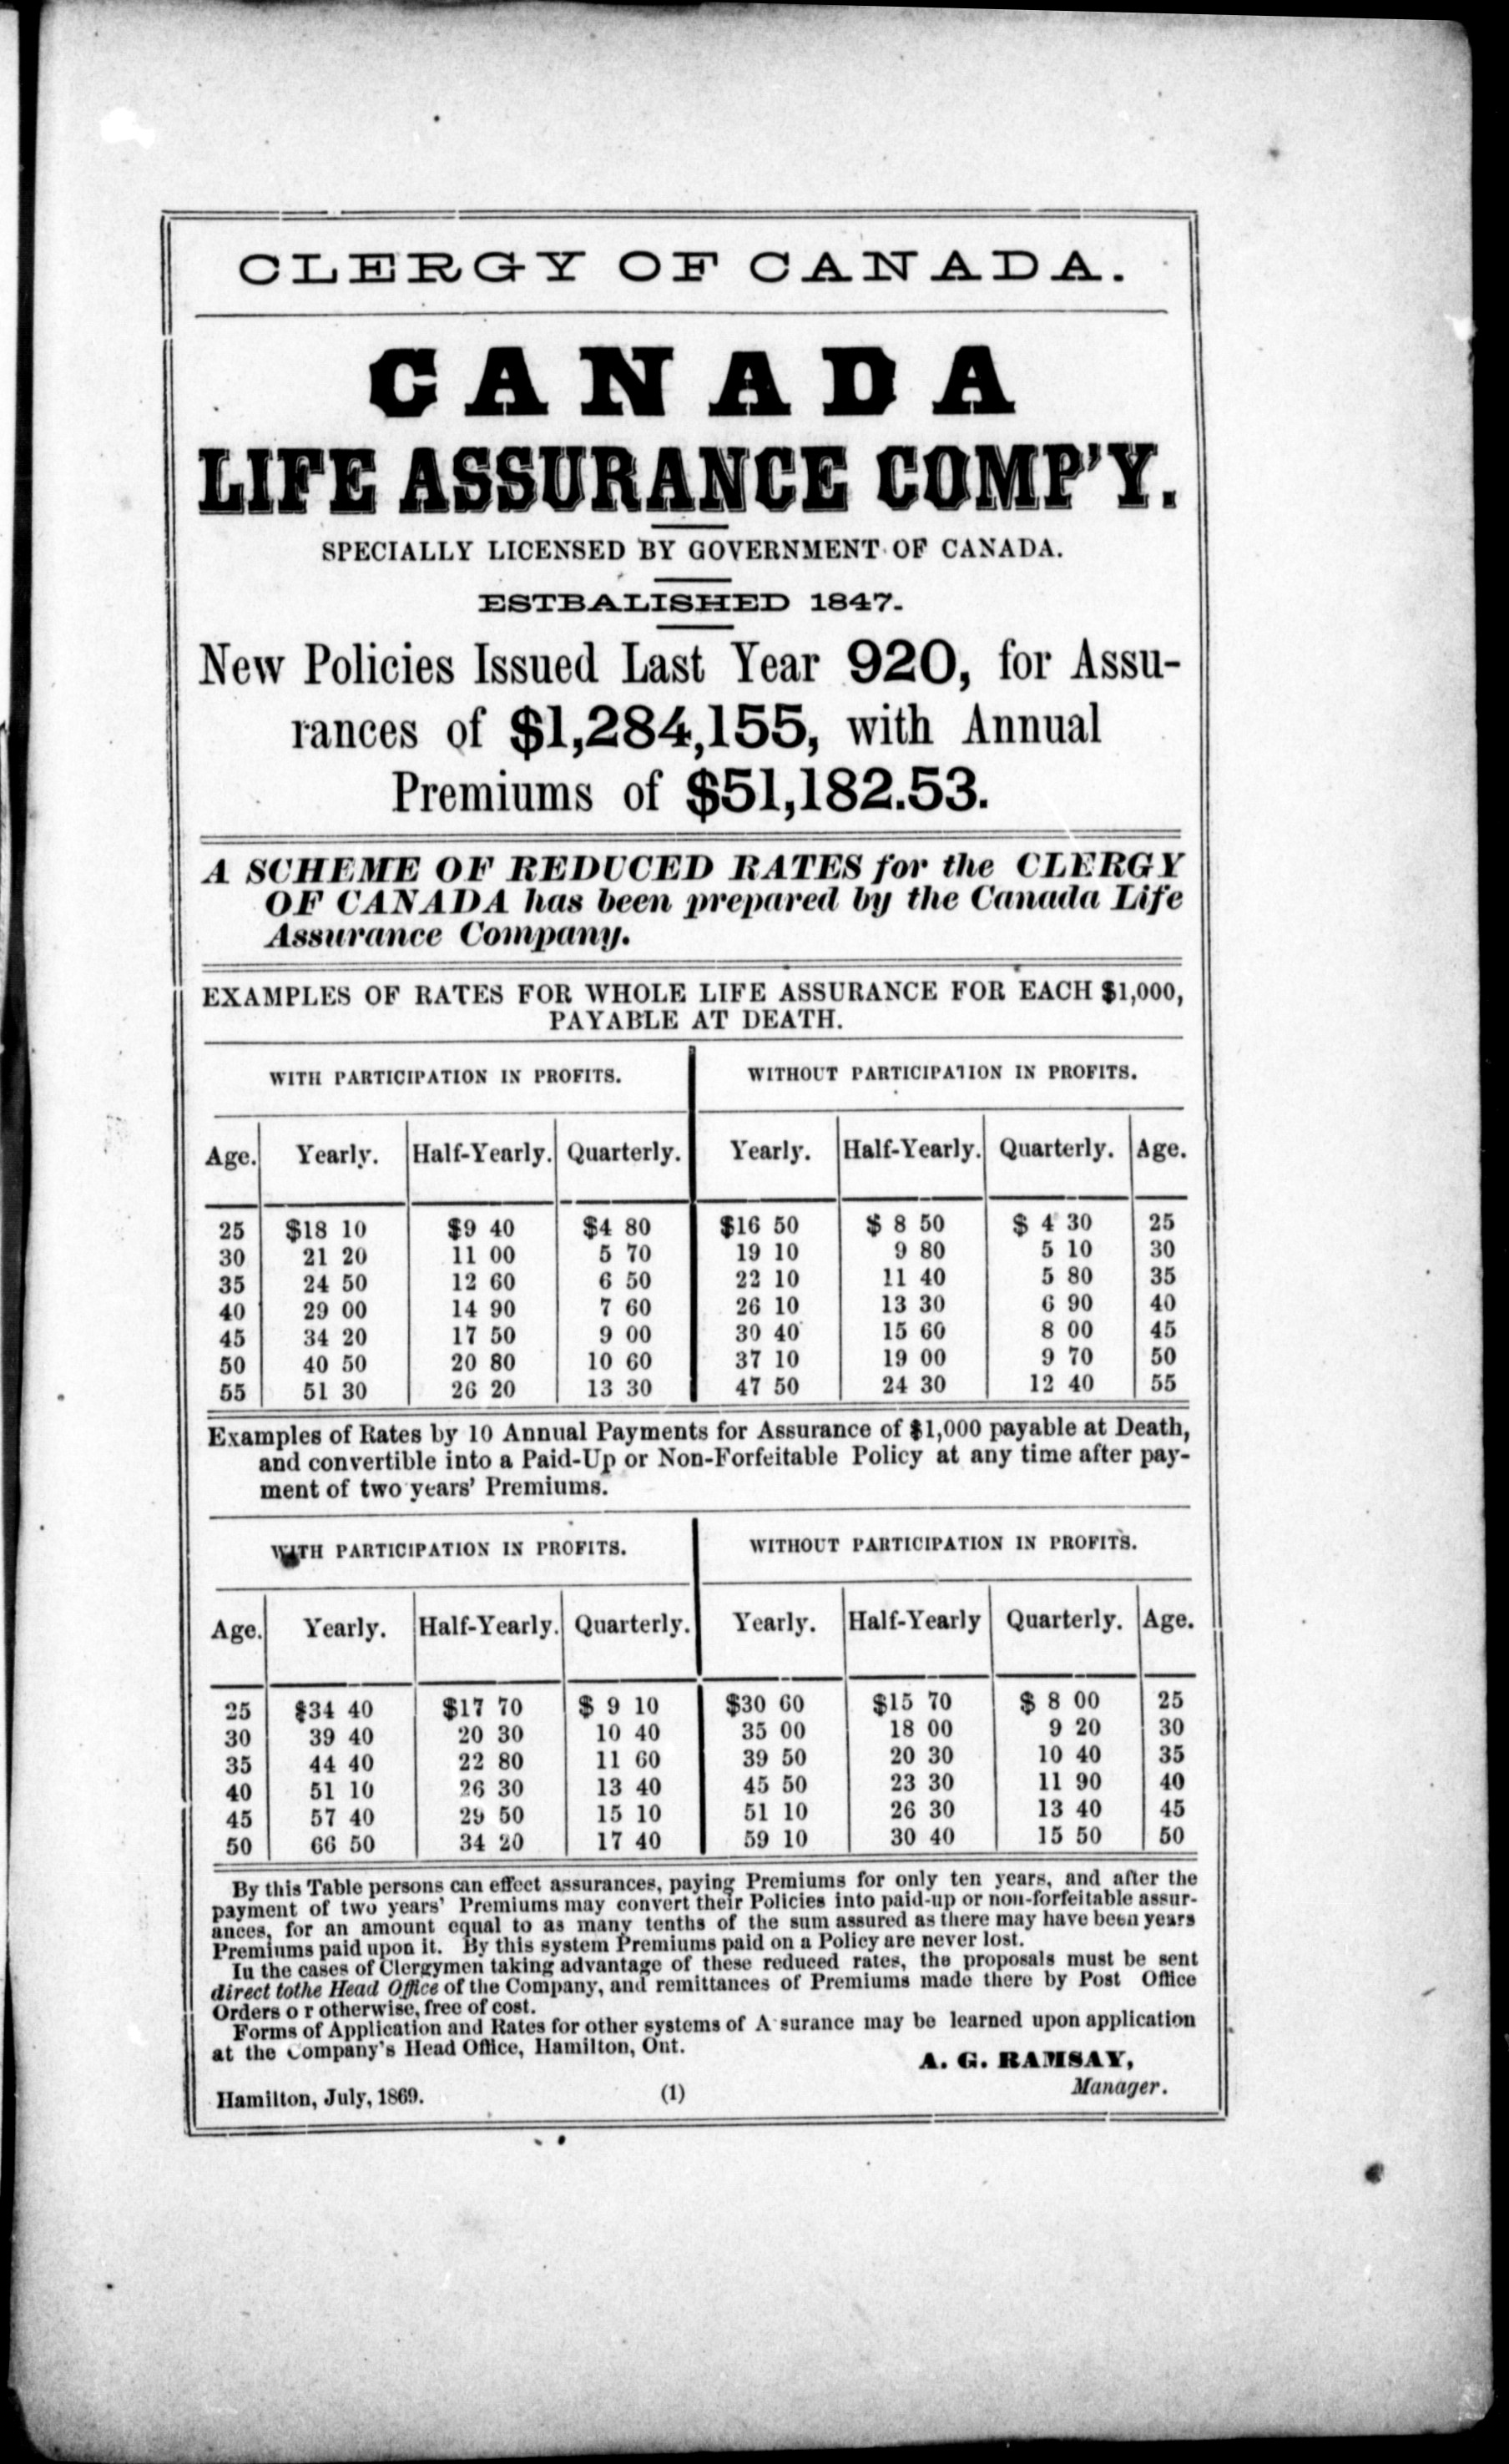 CLERGY OF CANADA.
CANADA
LIFE ASSURANCE COMP'Y.
SPECIALLY LICENSED BY GOVERNMENT OF CANADA.
ESTBALISHED 1847.
New Policies Issued Last Year 920, for Assu-
rances of $1,284,155, with Annual
Premiums of $51,182.53.
A SCHEME OF REDUCED RATES for the CLERGY
OF CANADA has been prepared by the Canada Life
Assurance Company.
EXAMPLES OF RATES FOR WHOLE LIFE ASSURANCE FOR EACH $1,000,
PAYABLE AT DEATH.
WITH PARTICIPATION IN PROFITS. WITHOUT PARTICIPATION IN PROFITS.
Age. Yearly. Half-Yearly. Quarterly. Yearly. Half-Yearly. Quarterly. Age.
25 $18 10 $9 40 $4 80 $16 50 $ 8 50 $ 4 30 25
30 21 20 11 00 5 70 19 10 9 80 5 10 30
35 24 50 12 60 6 50 22 10 11 40 5 80 35
40 29 00 14 90 7 60 26 10 13 30 6 90 40
45 34 20 17 50 9 00 30 40 15 60 8 00 45
50 40 50 20 80 10 60 37 10 19 00 9 70 50
55 51 30 26 20 13 30 47 50 24 30 12 40 55
Examples of Rates by 10 Annual Payments for Assurance of $1,000 payable at Death,
and convertible into a Paid-Up or Non-Forfeitable Policy at any time after pay-
ment of two years' Premiums.
WITH PARTICIPATION IN PROFITS. WITHOUT PARTICIPATION IN PROFITS.
Age. Yearly. Half-Yearly. Quarterly. Yearly. Half-Yearly Quarterly. Age.
25 $34 40 $17 70 $ 9 10 $30 60 $15 70 $ 8 00 25
30 39 40 20 30 10 40 35 00 18 00 9 20 30
35 44 40 22 80 11 60 39 50 20 30 10 40 35
40 51 10 26 30 13 40 45 50 23 30 11 90 40
45 57 40 29 50 15 10 51 10 26 30 13 40 45
50 66 50 34 20 17 40 59 10 30 40 15 50 50
By this Table persons can effect assurances, paying Premiums for only ten years, and after the
payment of two years' Premiums may convert their Policies into paid-up or non-forfeitable assur-
ances, for an amount equal to as many tenths of the sum assured as there may have been years
Premiums paid upon it. By this system Premiums paid on a Policy are never lost.
In the cases of Clergymen taking advantage of these reduced rates, the proposals must be sent
direct tothe Head Office of the Company, and remittances of Premiums made there by Post Office
Orders o r otherwise, free of cost.
Forms of Application and Rates for other systems of A surance may be learned upon application
at the Company's Head Office, Hamilton, Ont.
A. G. RAMSAY,
Manager.
Hamilton, July, 1869. (1)